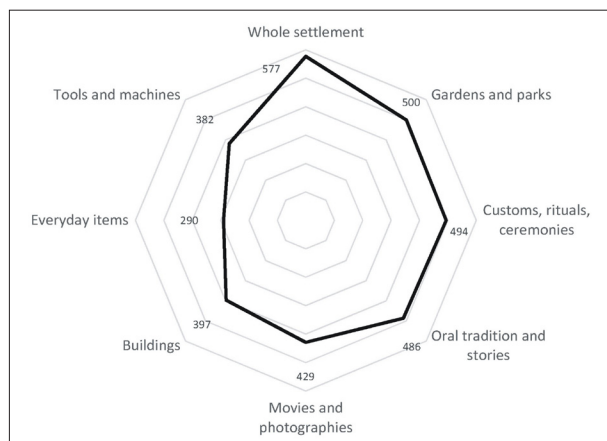 Whole settlement
577
Gardens and parks
500
Customs, rituals,
ceremonies
494
Oral tradition and
stories
486
Movies and
photographies
429
Buildings
397
Everyday items
290
Tools and machines
382